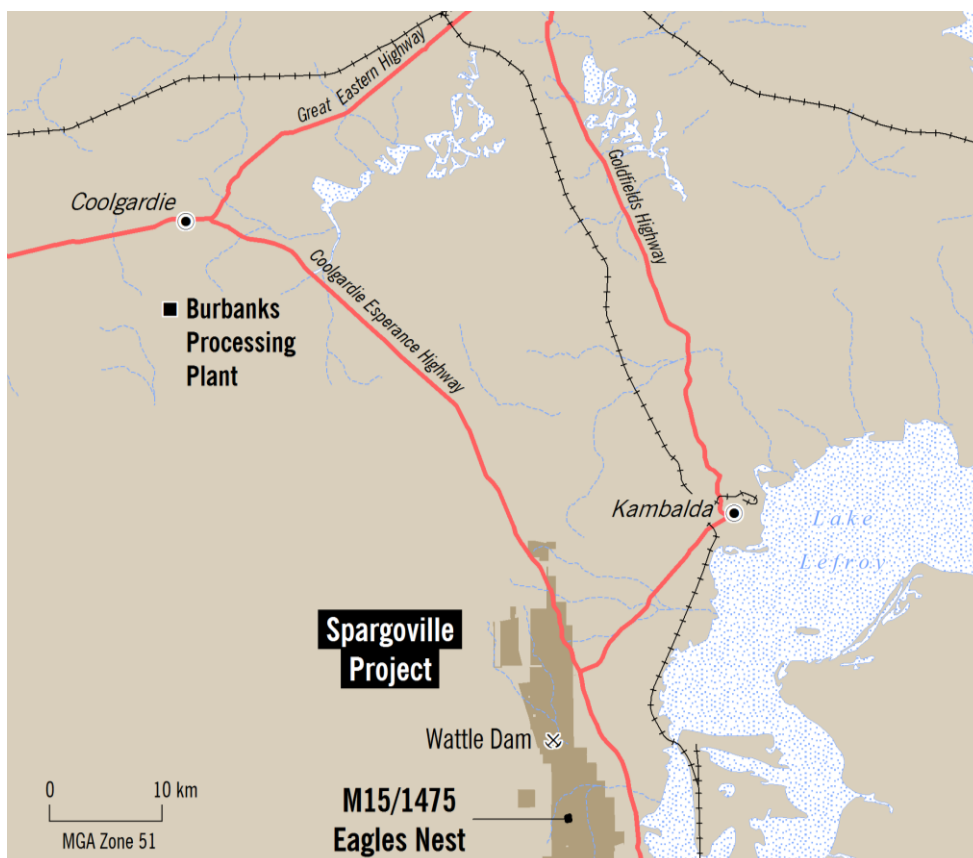 Great Eastern Highway
Goldfields Highway
Coolgardie
Coolgardie Esperance Highway
Burbanks
Processing
Plant
Kambalda
Lake
Lefroy
Spargoville
Project
Wattle Dam
0 10 km
MGA Zone 51
M15/1475
Eagles Nest